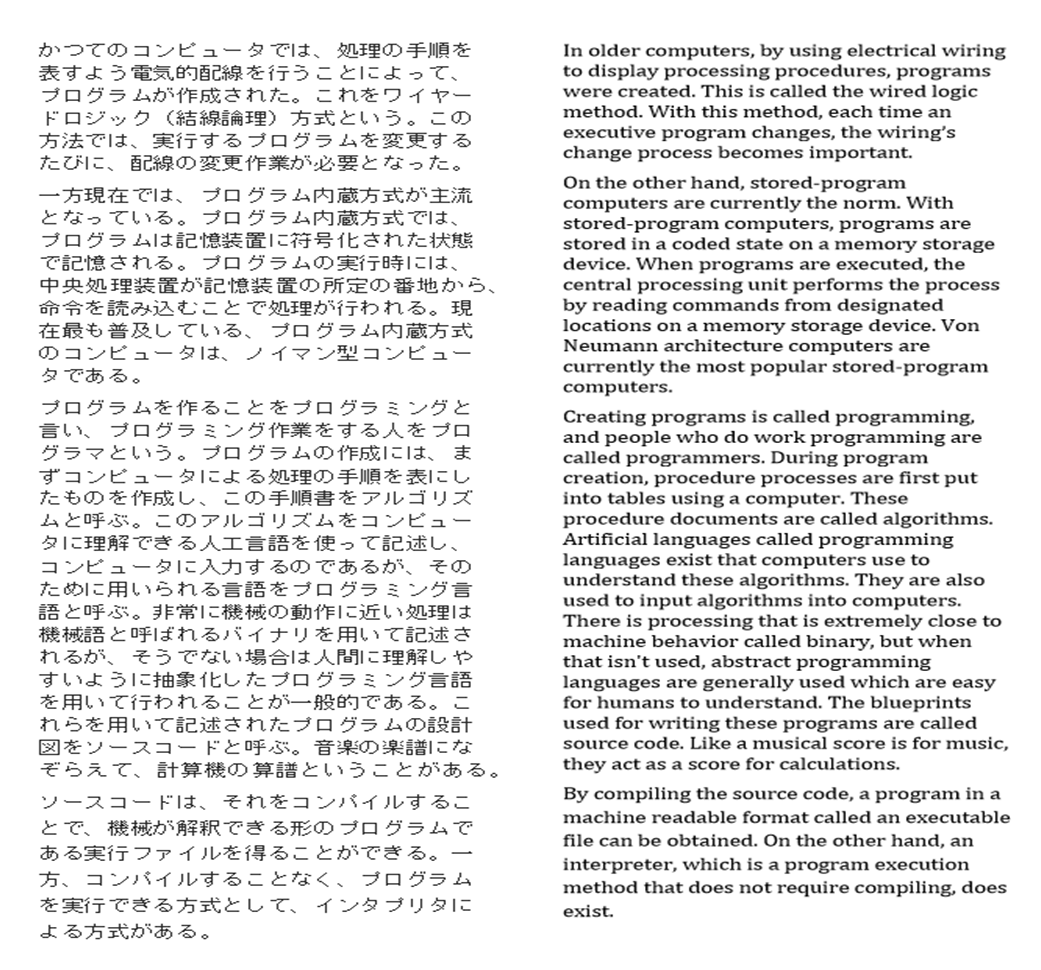 かつてのコンピュータでは、処理の手順を
表すよう電気的配線を行うことによって、
プログラムが作成された。これをワイヤー
ドロジック（結線論理）方式という。この
方法では、実行するプログラムを変更する
たびに、配線の変更作業が必要となった。
一方現在では、プログラム内蔵方式が主流
となっている。プログラム内蔵方式では、
プログラムは記憶装置に符号化された状態
で記憶される。プログラムの実行時には、
中央処理装置が記憶装置の所定の番地から、
命令を読み込むことで処理が行われる。現
在最も普及している、プログラム内蔵方式
のコンピュータは、ノイマン型コンピュー
タである。
プログラムを作ることをプログラミングと
言い、プログラミング作業をする人をプロ
グラマという。プログラムの作成には、ま
ずコンピュータによる処理の手順を表にし
たものを作成し、この手順書をアルゴリズ
ムと呼ぶ。このアルゴリズムをコンピュー
タに理解できる人工言語を使って記述し、
コンピュータに入力するのであるが、その
ために用いられる言語をプログラミング言
語と呼ぶ。非常に機械の動作に近い処理は
機械語と呼ばれるバイナリを用いて記述さ
れるが、そうでない場合は人間に理解しや
すいように抽象化したプログラミング言語
を用いて行われることが一般的である。こ
れらを用いて記述されたプログラムの設計
図をソースコードと呼ぶ。音楽の楽譜にな
ぞらえて、計算機の算譜ということがある。
ソースコードは、それをコンパイルするこ
とで、機械が解釈できる形のプログラムで
ある実行ファイルを得ることができる。一
方、コンパイルすることなく、プログラム
を実行できる方式として、インタプリタに
よる方式がある。
In older computers, by using electrical wiring
to display processing procedures, programs
were created. This is called the wired logic
method. With this method, each time an
executive program changes, the wiring's
change process becomes important.
On the other hand, stored-program
computers are currently the norm. With
stored-program computers, programs are
stored in a coded state on a memory storage
device. When programs are executed, the
central processing unit performs the process
by reading commands from designated
locations on a memory storage device. Von
Neumann architecture computers are
currently the most popular stored-program
computers.
Creating programs is called programming,
and people who do work programming are
called programmers. During program
creation, procedure processes are first put
into tables using a computer. These
procedure documents are called algorithms.
Artificial languages called programming
languages exist that computers use to
understand these algorithms. They are also
used to input algorithms into computers.
There is processing that is extremely close to
machine behavior called binary, but when
that isn't used, abstract programming
languages are generally used which are easy
for humans to understand. The blueprints
used for writing these programs are called
source code. Like a musical score is for music,
they act as a score for calculations.
By compiling the source code, a program in a
machine readable format called an executable
file can be obtained. On the other hand, an
interpreter, which is a program execution
method that does not require compiling, does
exist.